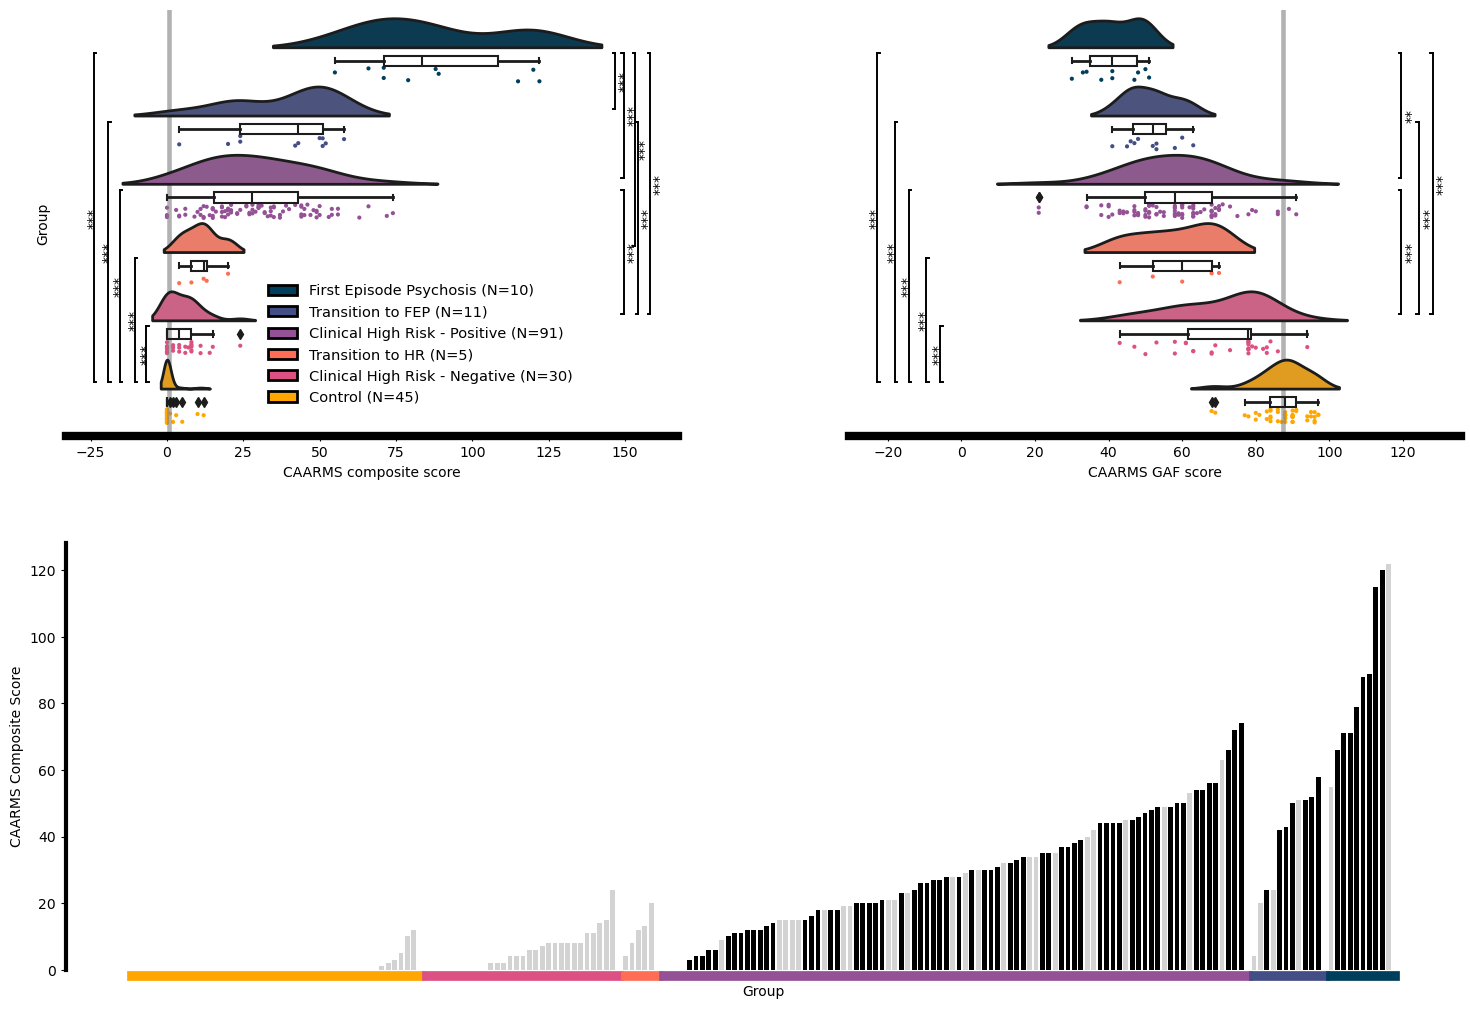 Group
***
***
***
***
***
***
***
***
***
***
***
***
First Episode Psychosis (N=10)
Transition to FEP (N=11)
Clinical High Risk - Positive (N=91)
Transition to HR (N=5)
Clinical High Risk - Negative (N=30)
Control (N=45)
−25 0 25 50 75 100 125 150
CAARMS composite score
***
***
***
***
***
**
***
***
***
−20 0 20 40 60 80 100 120
CAARMS GAF score
CAARMS Composite Score
120
100
80
60
40
20
0
Group